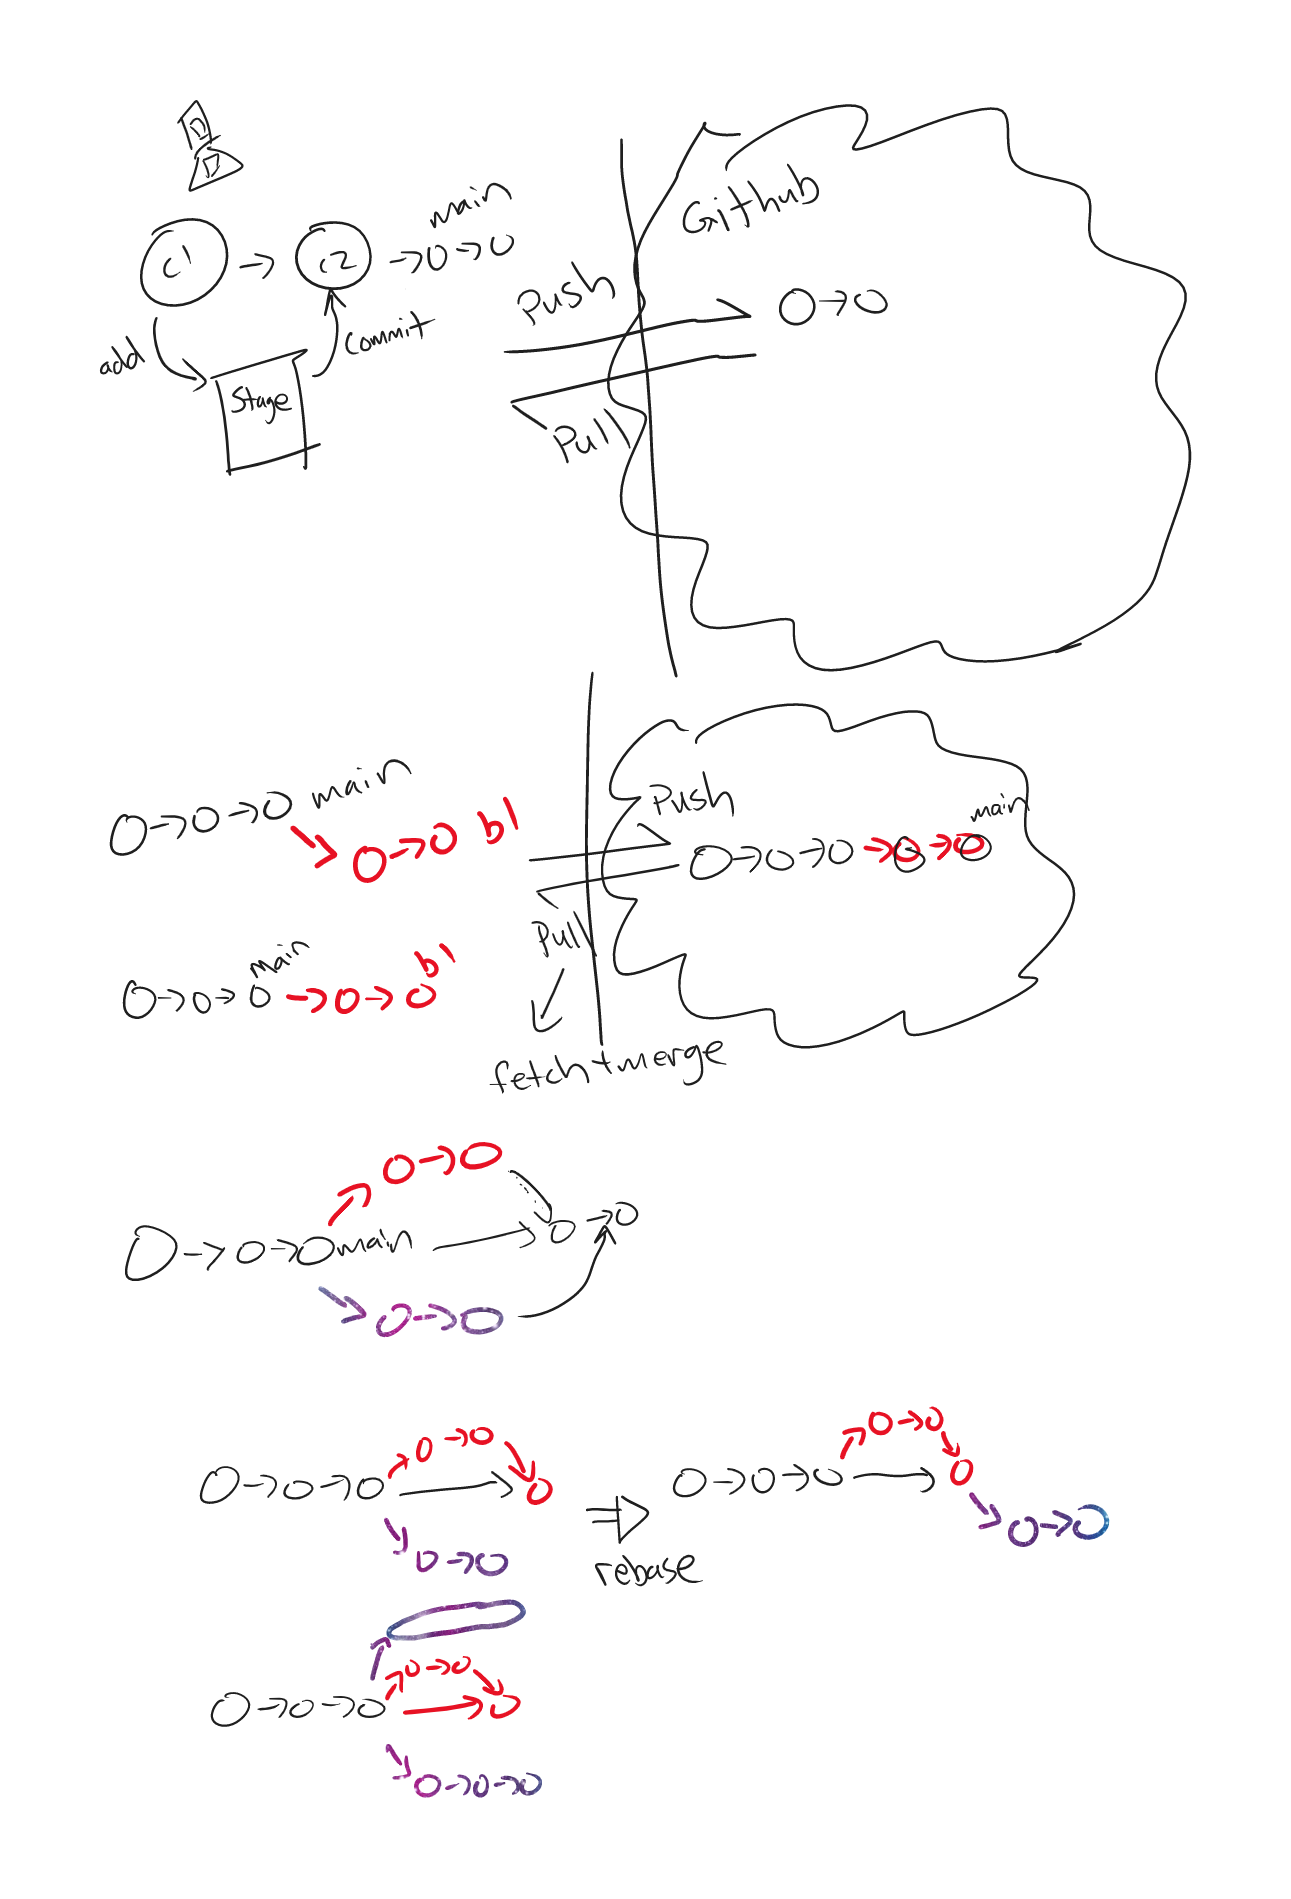 main
Github
c1
c2
Push
add
commit
Stage
Pull
main
b1
Push
main
Pull
main
b1
fetch+merge
main
rebase